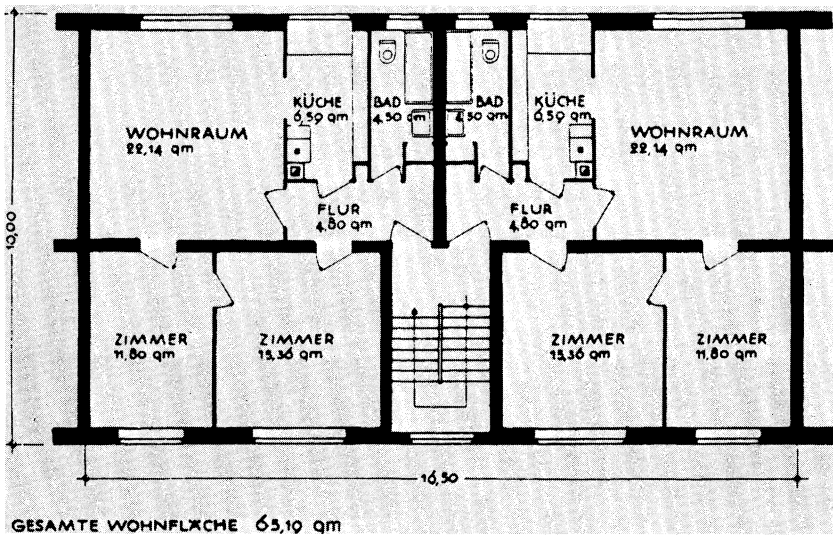 KÜCHE
6,59 qm
BAD
4,50 qm
BAD
4,50 qm
KÜCHE
6,59 qm
WOHNRAUM
22,14 qm
WOHNRAUM
22,14 qm
FLUR
4,80 qm
FLUR
4,80 qm
10,00
ZIMMER
11,80 qm
ZIMMER
15,36 qm
ZIMMER
15,36 qm
ZIMMER
11,80 qm
16,50
GESAMTE WOHNFLÄCHE 65,19 qm